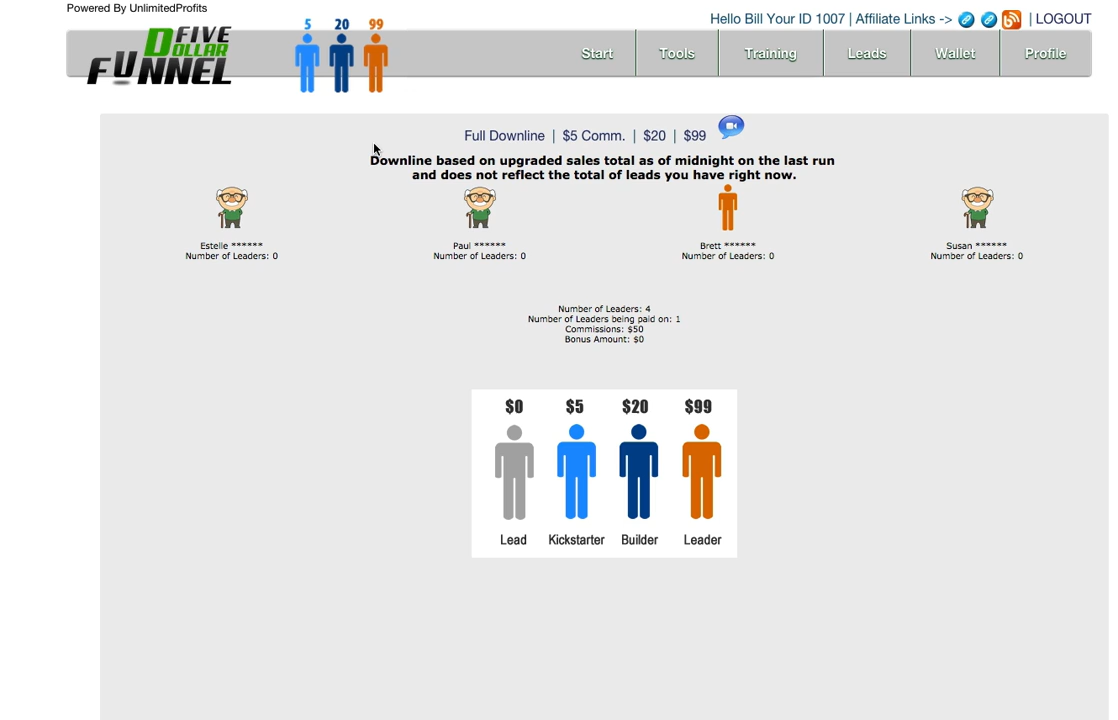 Powered By UnlimitedProfits
Hello Bill Your ID 1007 | Affiliate Links -> | LOGOUT
FIVE
DOLLAR
FUNNEL
5 20 99
Start Tools Training Leads Wallet Profile
Full Downline | $5 Comm. | $20 | $99
Downline based on upgraded sales total as of midnight on the last run
and does not reflect the total of leads you have right now.
Estelle ****** Paul ****** Brett ****** Susan ******
Number of Leaders: 0 Number of Leaders: 0 Number of Leaders: 0 Number of Leaders: 0
Number of Leaders: 4
Number of Leaders being paid on: 1
Commissions: $50
Bonus Amount: $0
$0 $5 $20 $99
Lead Kickstarter Builder Leader